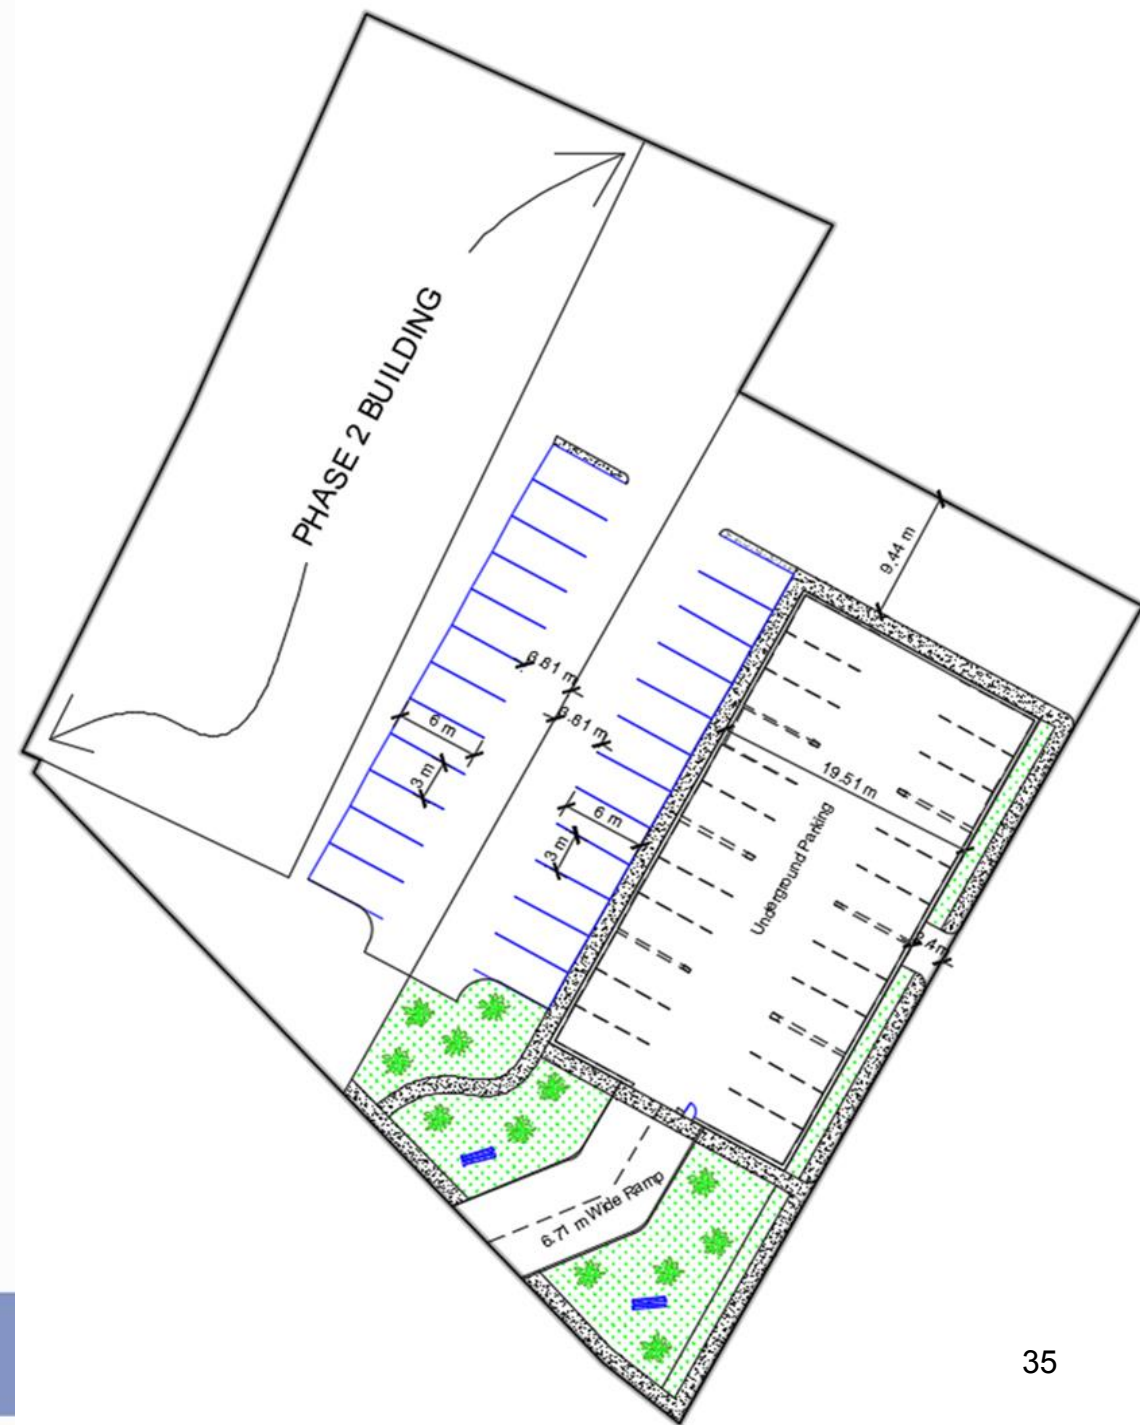 PHASE 2 BUILDING
9.44 m
6.81 m
6 m
3.81 m
3 m
19.51 m
6 m
3 m
Underground Parking
6.71 m Wide Ramp
35